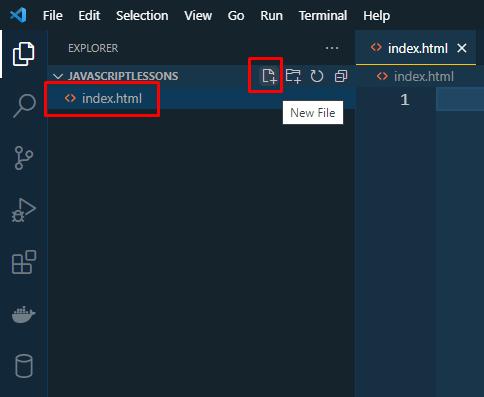 File Edit Selection View Go Run Terminal Help
EXPLORER ...
index.html
JAVASCRIPTLESSONS
index.html
index.html
New File
1